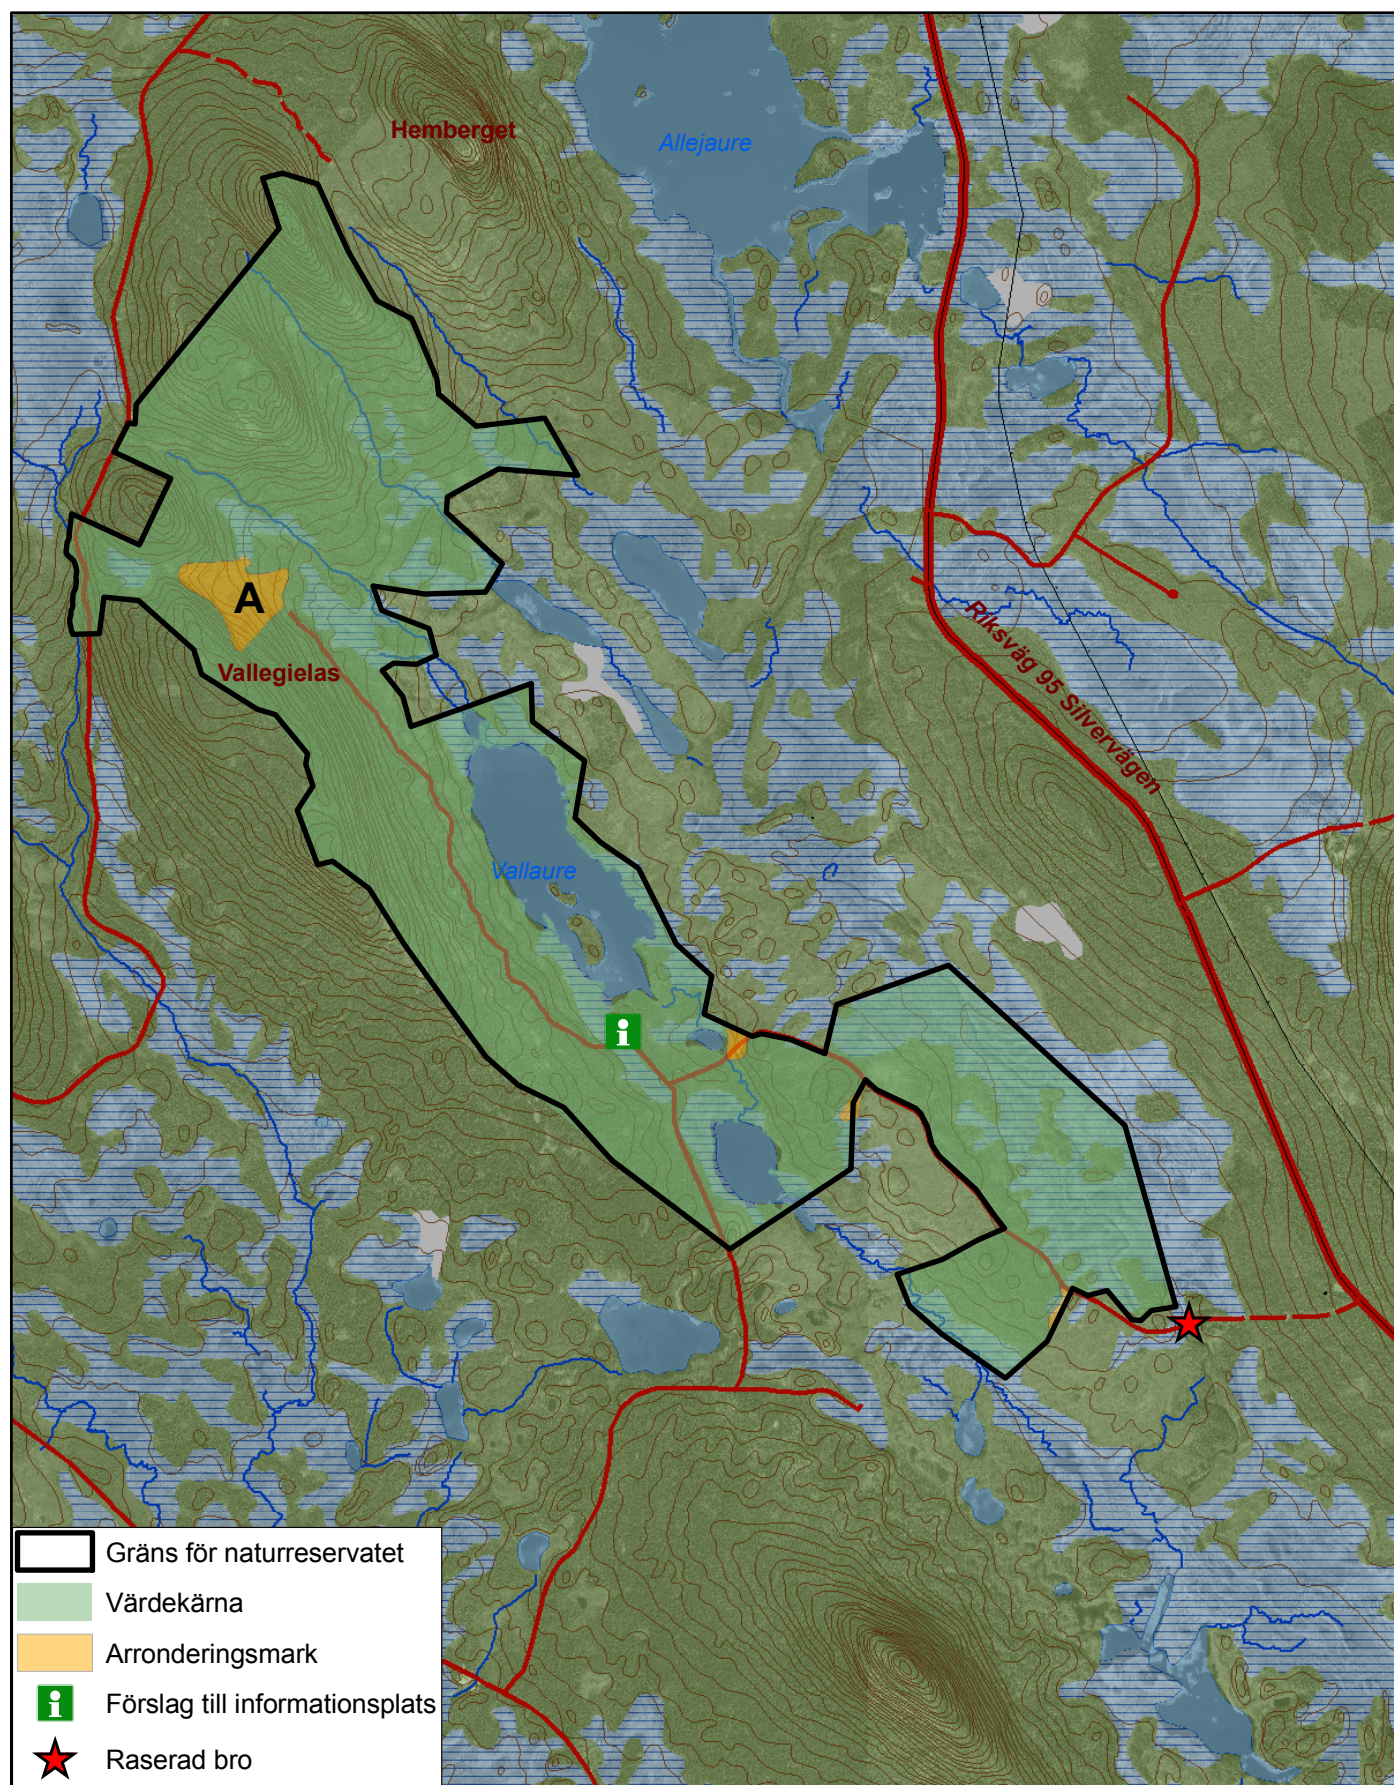 Hemberget
Allejaure
A
Vallegielas
Riksväg 95 Silvervägen
Vallaure
i
Gräns för naturreservatet
Värdekärna
Arronderingsmark
i
Förslag till informationsplats
Raserad bro